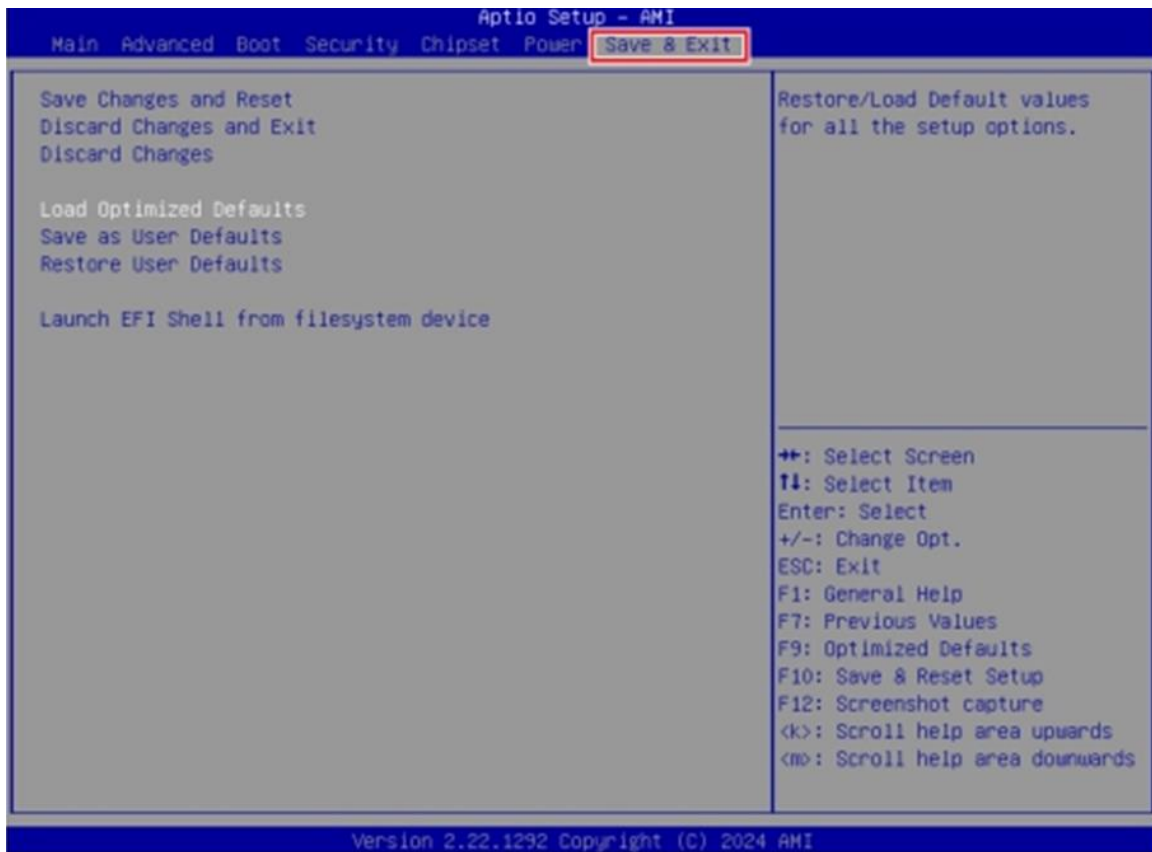 Aptio Setup – AMI
Main Advanced Boot Security Chipset Power Save & Exit
Save Changes and Reset
Discard Changes and Exit
Discard Changes
Load Optimized Defaults
Save as User Defaults
Restore User Defaults
Launch EFI Shell from filesystem device
Restore/Load Default values
for all the setup options.
→←: Select Screen
↑↓: Select Item
Enter: Select
+/-: Change Opt.
ESC: Exit
F1: General Help
F7: Previous Values
F9: Optimized Defaults
F10: Save & Reset Setup
F12: Screenshot capture
<k>: Scroll help area upwards
<m>: Scroll help area downwards
Version 2.22.1292 Copyright (C) 2024 AMI